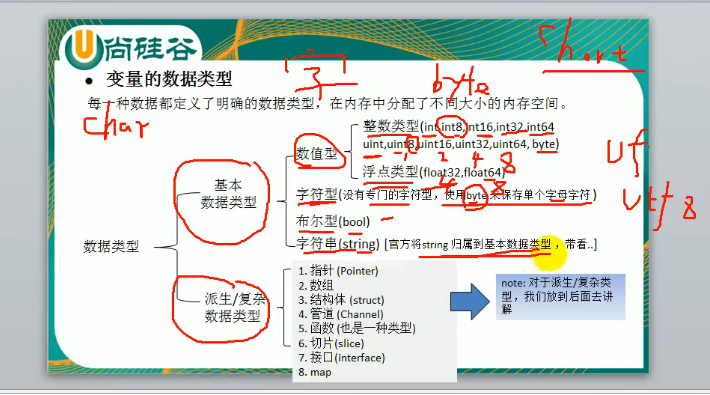 尚硅谷
chart
• 变量的数据类型
3
byte
每一种数据都定义了明确的数据类型，在内存中分配了不同大小的内存空间。
char
数据类型
基本
数据类型
数值型
整数类型(int,int8,int16,int32,int64
uint,uint8,uint16,uint32,uint64, byte)
1 2 4 8
浮点类型(float32,float64)
4 8
字符型(没有专门的字符型，使用byte来保存单个字母字符)
布尔型(bool)
字符串(string) [官方将string 归属到基本数据类型 ，带看..]
Uf
Utf8
派生/复杂
数据类型
1. 指针 (Pointer)
2. 数组
3. 结构体 (struct)
4. 管道 (Channel)
5. 函数 (也是一种类型)
6. 切片(slice)
7. 接口(interface)
8. map
note: 对于派生/复杂类
型，我们放到后面去讲
解